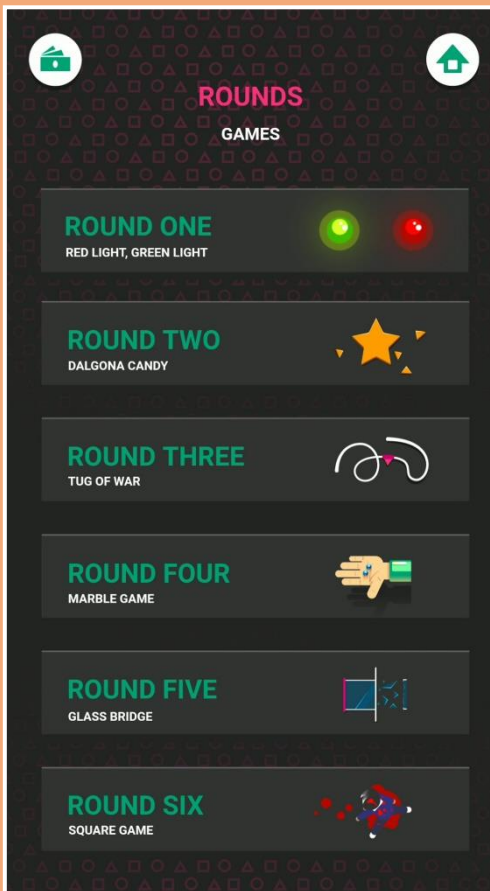 ROUNDS
GAMES
ROUND ONE
RED LIGHT, GREEN LIGHT
ROUND TWO
DALGONA CANDY
ROUND THREE
TUG OF WAR
ROUND FOUR
MARBLE GAME
ROUND FIVE
GLASS BRIDGE
ROUND SIX
SQUARE GAME